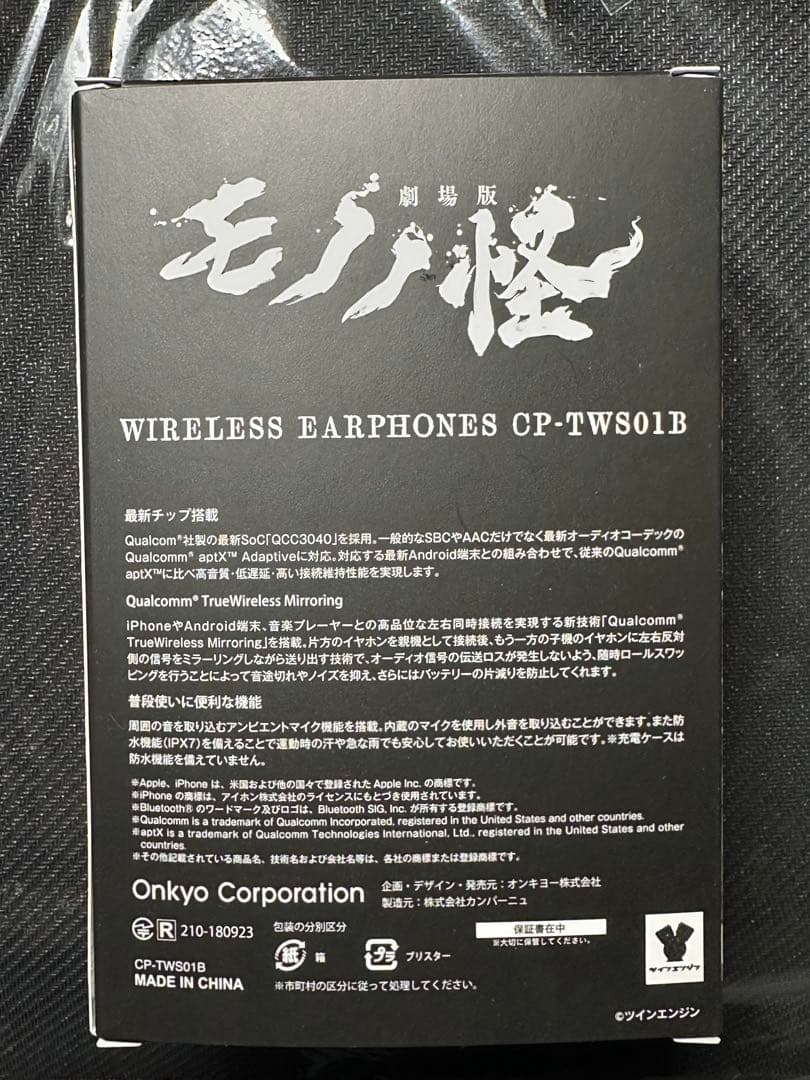 劇場版
モノノ怪
WIRELESS EARPHONES CP-TWS01B
最新チップ搭載
Qualcom®社製の最新SoC「QCC3040」を採用。一般的なSBCやAACだけでなく最新オーディオコーデックの
Qualcomm® aptX™ Adaptiveに対応。対応する最新Android端末との組み合わせで、従来のQualcomm®
aptX™に比べ高音質・低遅延・高い接続維持性能を実現します。
Qualcomm® TrueWireless Mirroring
iPhoneやAndroid端末、音楽プレーヤーとの高品位な左右同時接続を実現する新技術「Qualcomm®
TrueWireless Mirroring」を搭載。片方のイヤホンを親機として接続後、もう一方の子機のイヤホンに左右反対
側の信号をミラーリングしながら送り出す技術で、オーディオ信号の伝送ロスが発生しないよう、随時ロールスワッ
ピングを行うことによって音途切れやノイズを抑え、さらにはバッテリーの片減りを防止してくれます。
普段使いに便利な機能
周囲の音を取り込むアンビエントマイク機能を搭載。内蔵のマイクを使用し外音を取り込むことができます。また防
水機能(IPX7)を備えることで運動時の汗や急な雨でも安心してお使いいただくことが可能です。※充電ケースは
防水機能を備えていません。
※Apple、iPhone は、米国および他の国々で登録された Apple Inc. の商標です。
※iPhone の商標は、アイホン株式会社のライセンスにもとづき使用されています。
※Bluetooth® のワードマーク及びロゴは、Bluetooth SIG, Inc. が所有する登録商標です。
※Qualcomm is a trademark of Qualcomm Incorporated, registered in the United States and other countries.
※aptX is a trademark of Qualcomm Technologies International, Ltd., registered in the United States and other
countries.
※その他記載されている商品名、技術名および会社名等は、各社の商標または登録商標です。
Onkyo Corporation
企画・デザイン・発売元：オンキヨー株式会社
製造元：株式会社カンパーニュ
R 210-180923
包装の分別区分
紙 箱
プラ ブリスター
保証書在中
※大切に保管してください。
CP-TWS01B
MADE IN CHINA
※市町村の区分に従って処理してください。
ツインエンジン
©ツインエンジン